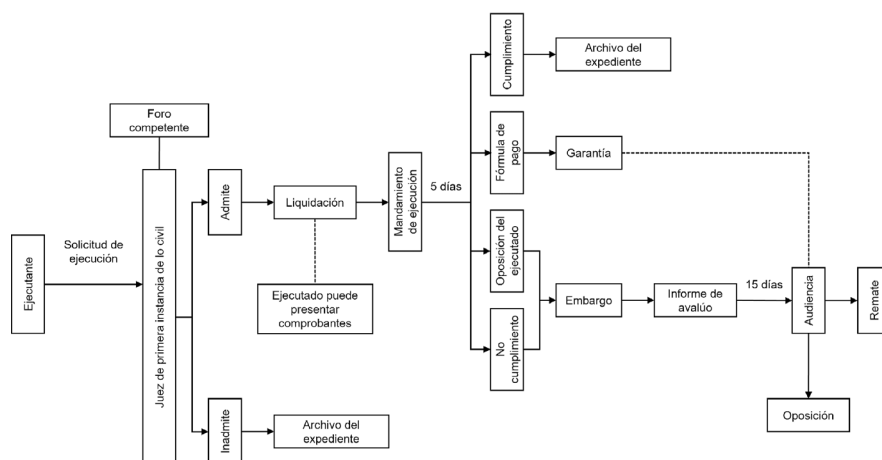 Ejecutante
Solicitud de
ejecución
Foro
competente
Juez de primera instancia de lo civil
Admite
Liquidación
Ejecutado puede
presentar
comprobantes
Inadmite
Archivo del
expediente
Mandamiento
de ejecución
5 días
Cumplimiento
Archivo del
expediente
Fórmula de
pago
Garantía
Oposición del
ejecutado
No
cumplimiento
Embargo
Informe de
avalúo
15 días
Audiencia
Remate
Oposición